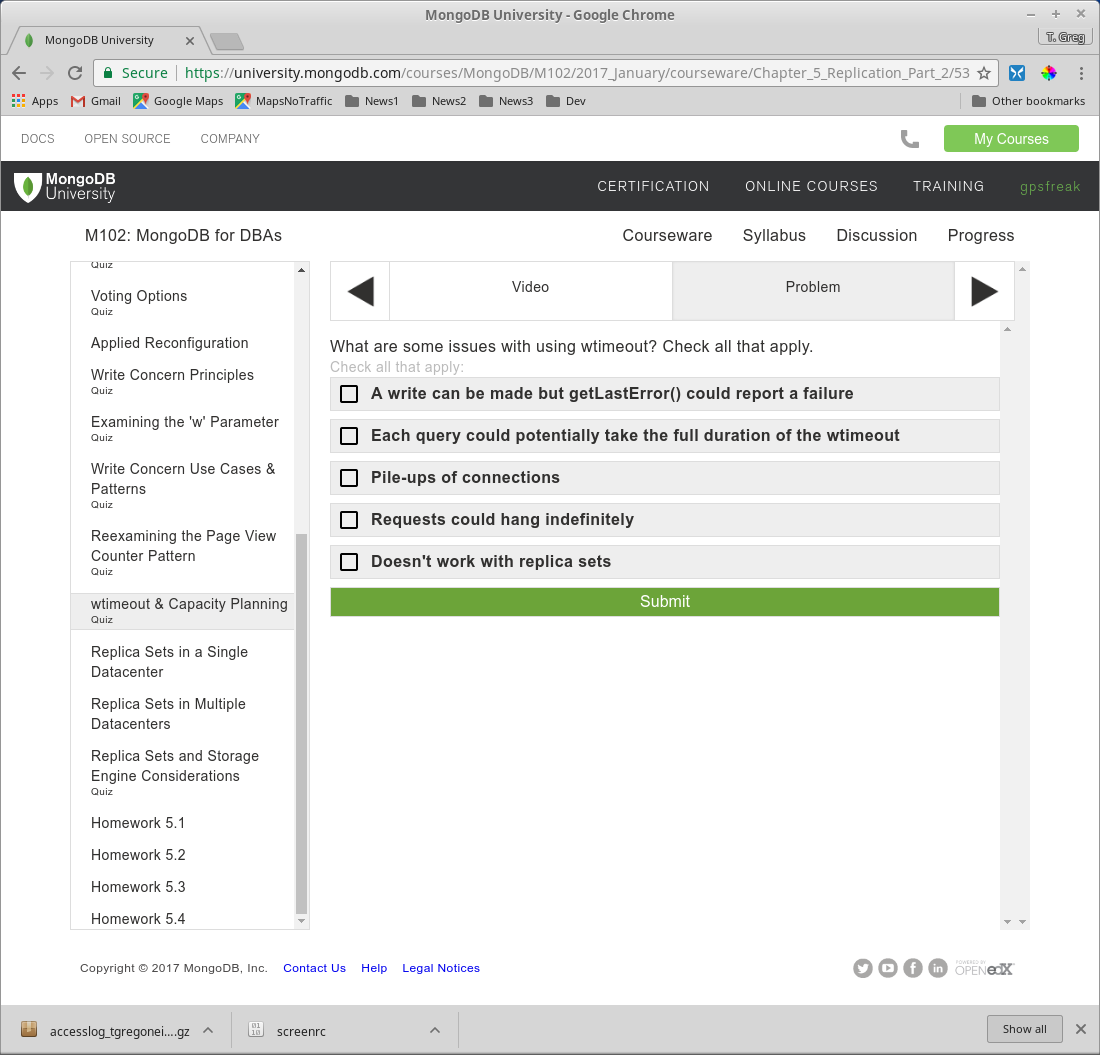 MongoDB University - Google Chrome
MongoDB University
T. Greg
Secure
https://university.mongodb.com/courses/MongoDB/M102/2017_January/courseware/Chapter_5_Replication_Part_2/53
Apps
Gmail
Google Maps
MapsNoTraffic
News1
News2
News3
Dev
Other bookmarks
DOCS
OPEN SOURCE
COMPANY
My Courses
MongoDB
University
CERTIFICATION
ONLINE COURSES
TRAINING
gpsfreak
M102: MongoDB for DBAs
Courseware
Syllabus
Discussion
Progress
Quiz
Voting Options
Quiz
Applied Reconfiguration
Write Concern Principles
Quiz
Examining the 'w' Parameter
Quiz
Write Concern Use Cases &
Patterns
Quiz
Reexamining the Page View
Counter Pattern
Quiz
wtimeout & Capacity Planning
Quiz
Replica Sets in a Single
Datacenter
Replica Sets in Multiple
Datacenters
Replica Sets and Storage
Engine Considerations
Quiz
Homework 5.1
Homework 5.2
Homework 5.3
Homework 5.4
Video
Problem
What are some issues with using wtimeout? Check all that apply.
Check all that apply:
A write can be made but getLastError() could report a failure
Each query could potentially take the full duration of the wtimeout
Pile-ups of connections
Requests could hang indefinitely
Doesn't work with replica sets
Submit
Copyright © 2017 MongoDB, Inc.
Contact Us
Help
Legal Notices
POWERED BY
OPEN edX
accesslog_tgregonei....gz
screenrc
Show all